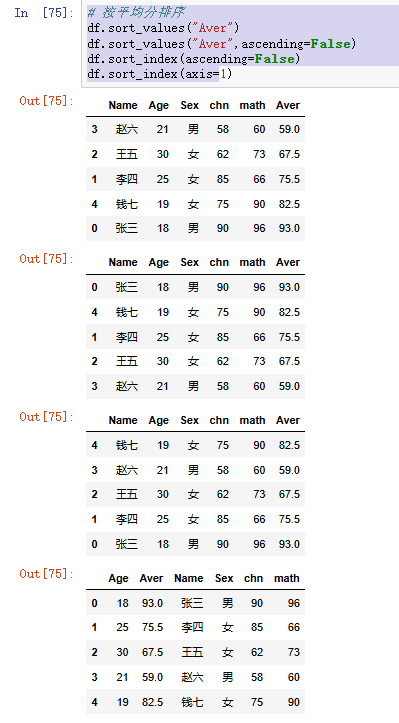 In [75]: # 按平均分排序
df.sort_values("Aver")
df.sort_values("Aver",ascending=False)
df.sort_index(ascending=False)
df.sort_index(axis=1)
Out[75]:
Name Age Sex chn math Aver
3 赵六 21 男 58 60 59.0
2 王五 30 女 62 73 67.5
1 李四 25 女 85 66 75.5
4 钱七 19 女 75 90 82.5
0 张三 18 男 90 96 93.0
Out[75]:
Name Age Sex chn math Aver
0 张三 18 男 90 96 93.0
4 钱七 19 女 75 90 82.5
1 李四 25 女 85 66 75.5
2 王五 30 女 62 73 67.5
3 赵六 21 男 58 60 59.0
Out[75]:
Name Age Sex chn math Aver
4 钱七 19 女 75 90 82.5
3 赵六 21 男 58 60 59.0
2 王五 30 女 62 73 67.5
1 李四 25 女 85 66 75.5
0 张三 18 男 90 96 93.0
Out[75]:
Age Aver Name Sex chn math
0 18 93.0 张三 男 90 96
1 25 75.5 李四 女 85 66
2 30 67.5 王五 女 62 73
3 21 59.0 赵六 男 58 60
4 19 82.5 钱七 女 75 90